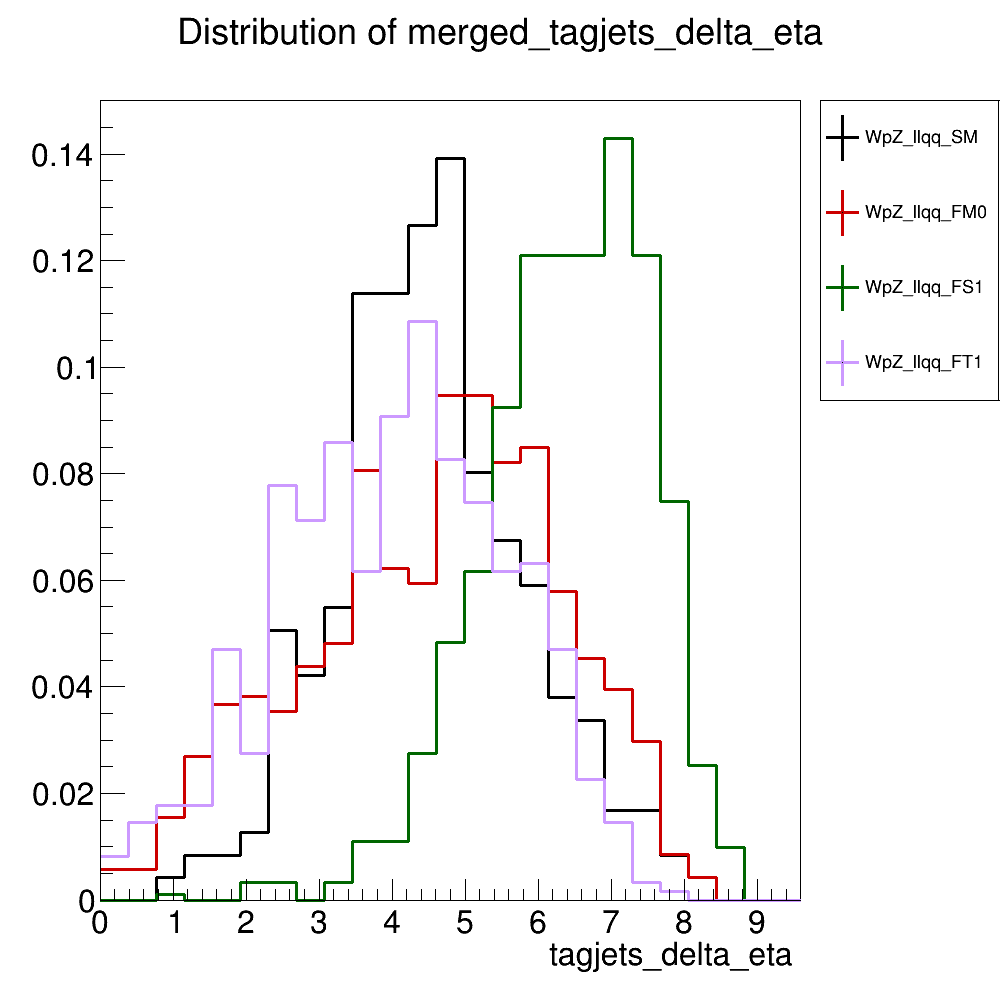 Distribution of merged_tagjets_delta_eta
WpZ_llqq_SM
WpZ_llqq_FM0
WpZ_llqq_FS1
WpZ_llqq_FT1
0.14
0.12
0.1
0.08
0.06
0.04
0.02
0
0 1 2 3 4 5 6 7 8 9
tagjets_delta_eta